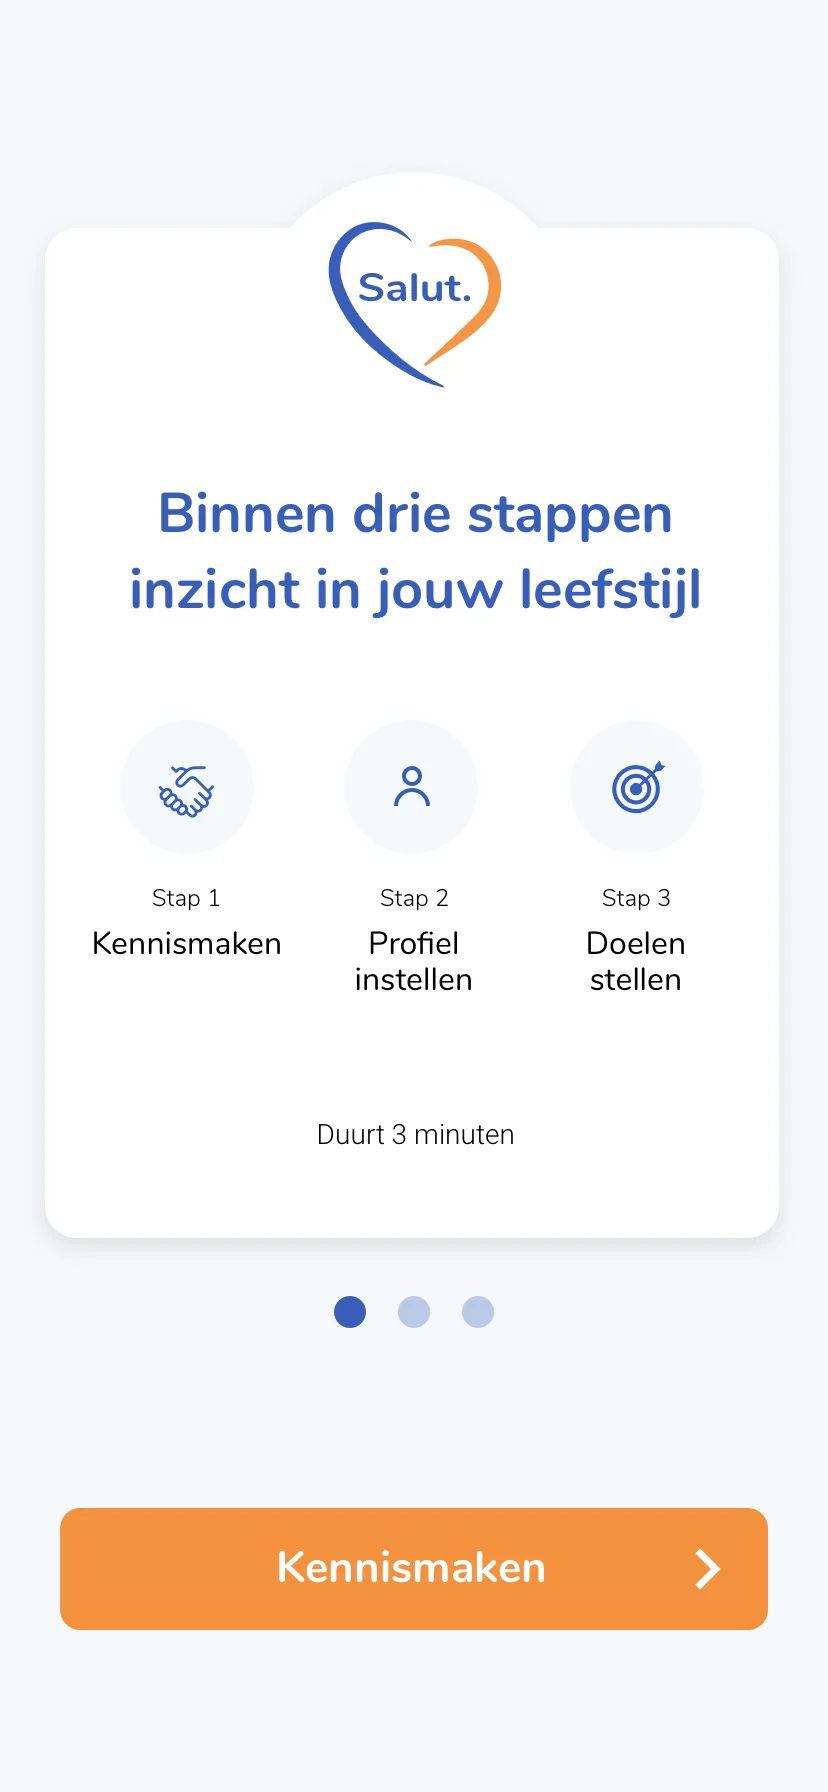 Salut.
Binnen drie stappen
inzicht in jouw leefstijl
Stap 1
Kennismaken
Stap 2
Profiel
instellen
Stap 3
Doelen
stellen
Duurt 3 minuten
Kennismaken